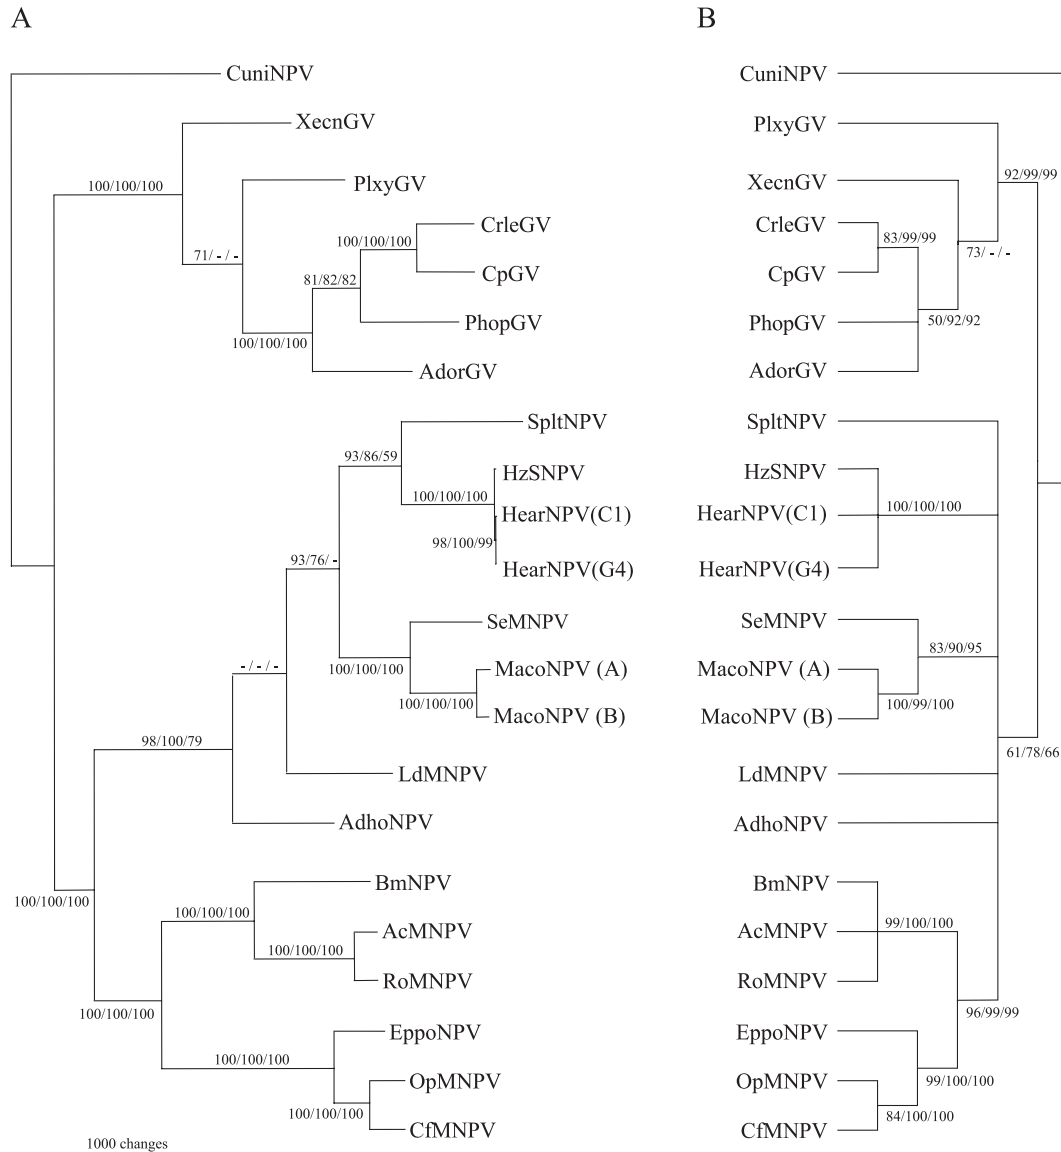 A
CuniNPV
XecnGV
100/100/100
PlxyGV
CrleGV
100/100/100
71/ - / -
CpGV
81/82/82
PhopGV
100/100/100
AdorGV
SpltNPV
93/86/59
HzSNPV
100/100/100
HearNPV(C1)
98/100/99
93/76/ -
HearNPV(G4)
SeMNPV
- / - / -
100/100/100
MacoNPV (A)
100/100/100
MacoNPV (B)
98/100/79
LdMNPV
AdhoNPV
BmNPV
100/100/100
100/100/100
AcMNPV
100/100/100
RoMNPV
100/100/100
EppoNPV
100/100/100
OpMNPV
100/100/100
CfMNPV
1000 changes
B
CuniNPV
PlxyGV
92/99/99
XecnGV
CrleGV
83/99/99
73/ - / -
CpGV
PhopGV
50/92/92
AdorGV
SpltNPV
HzSNPV
100/100/100
HearNPV(C1)
HearNPV(G4)
SeMNPV
83/90/95
MacoNPV (A)
100/99/100
MacoNPV (B)
61/78/66
LdMNPV
AdhoNPV
BmNPV
99/100/100
AcMNPV
RoMNPV
96/99/99
EppoNPV
99/100/100
OpMNPV
84/100/100
CfMNPV